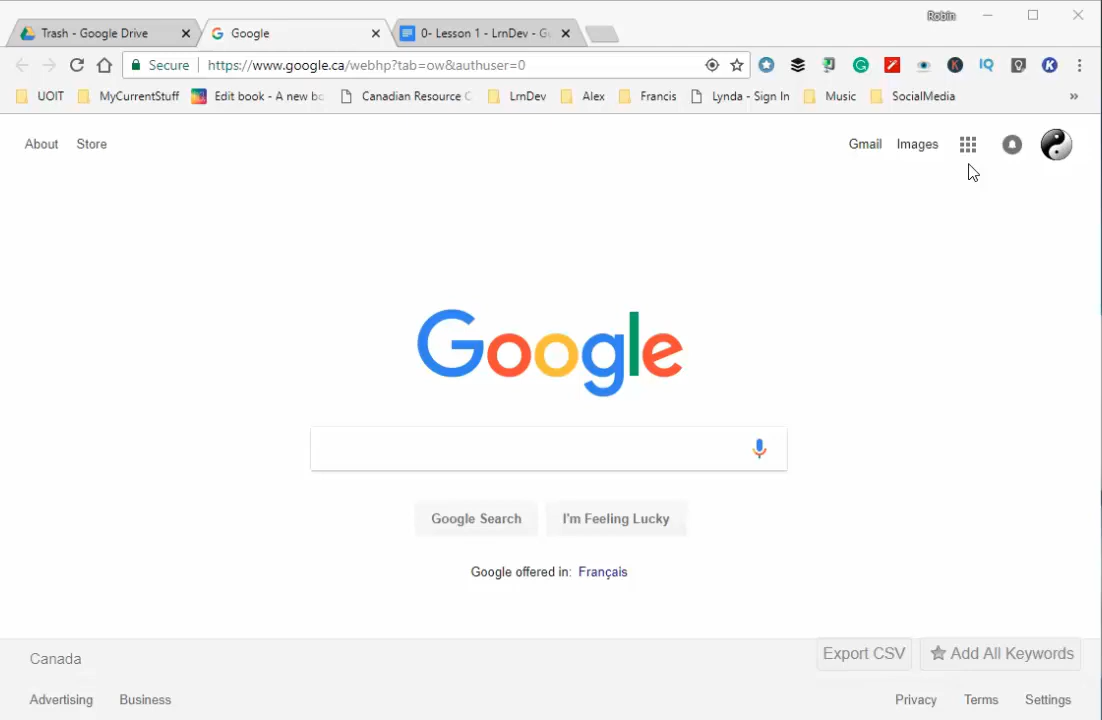 Robin
Trash - Google Drive
Google
0- Lesson 1 - LrnDev - G
Secure
https://www.google.ca/webhp?tab=ow&authuser=0
UOIT
MyCurrentStuff
Edit book - A new bo
Canadian Resource C
LrnDev
Alex
Francis
Lynda - Sign In
Music
SocialMedia
»
About
Store
Gmail
Images
Google
Google Search
I'm Feeling Lucky
Google offered in: Français
Canada
Export CSV
Add All Keywords
Advertising
Business
Privacy
Terms
Settings